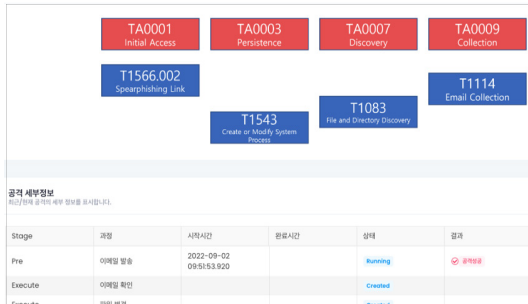 TA0001
Initial Access
TA0003
Persistence
TA0007
Discovery
TA0009
Collection
T1566.002
Spearphishing Link
T1114
Email Collection
T1083
File and Directory Discovery
T1543
Create or Modify System
Process
공격 세부정보
최근/현재 공격의 세부 정보를 표시합니다.
Stage 과정 시작시간 완료시간 상태 결과
Pre 이메일 발송 2022-09-02
09:51:53.920 Running 공격성공
Execute 이메일 확인 Created